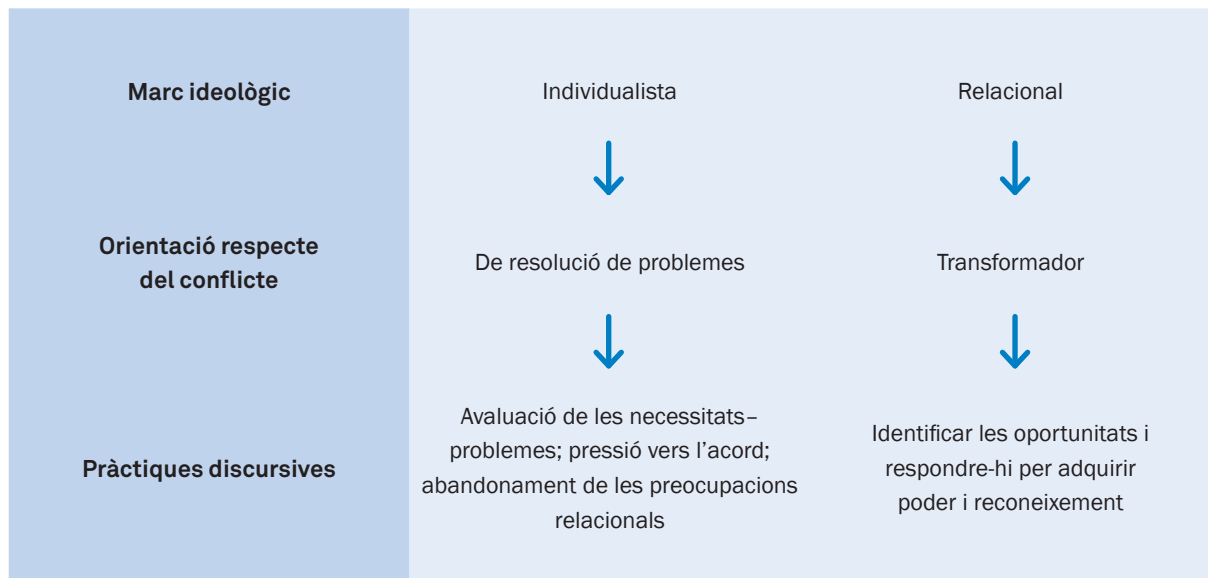 Marc ideològic
Individualista
Relacional
Orientació respecte
del conflicte
De resolució de problemes
Transformador
Pràctiques discursives
Avaluació de les necessitats–
problemes; pressió vers l’acord;
abandonament de les preocupacions
relacionals
Identificar les oportunitats i
respondre-hi per adquirir
poder i reconeixement